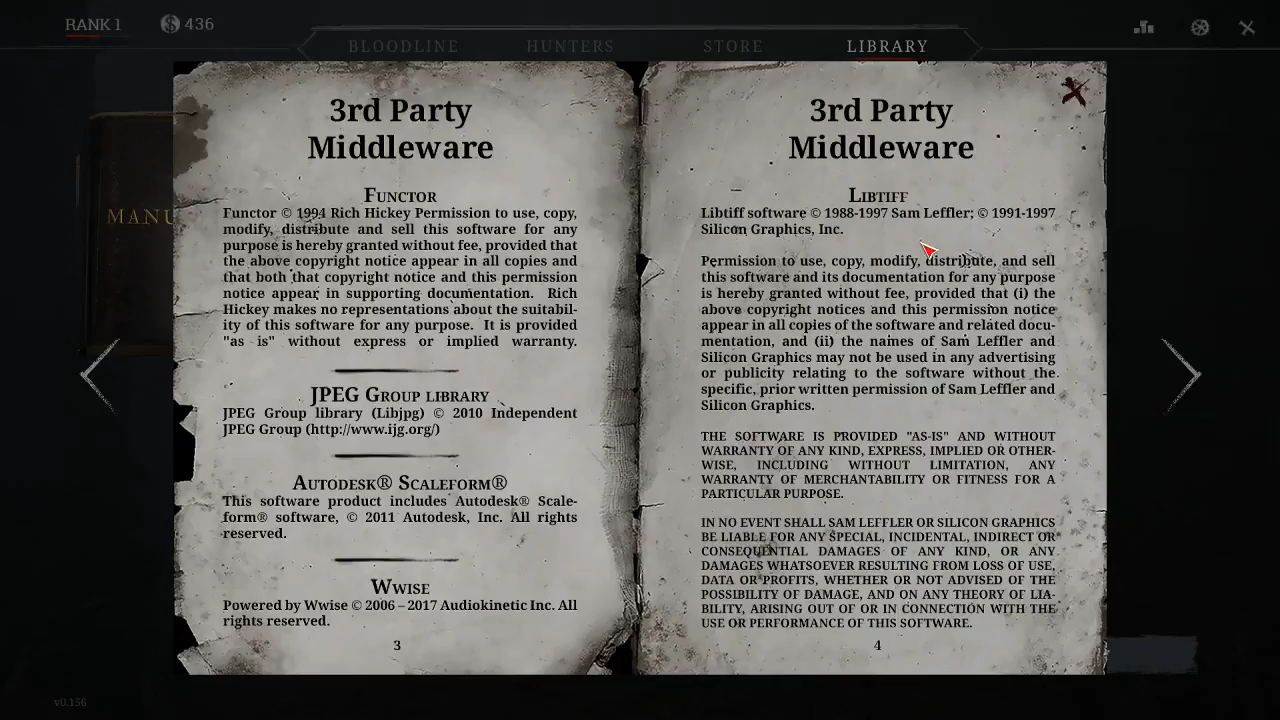 RANK 1
436
BLOODLINE
HUNTERS
STORE
LIBRARY
MANU
3rd Party
Middleware
FUNCTOR
Functor © 1994 Rich Hickey Permission to use, copy,
modify, distribute and sell this software for any
purpose is hereby granted without fee, provided that
the above copyright notice appear in all copies and
that both that copyright notice and this permission
notice appear in supporting documentation. Rich
Hickey makes no representations about the suitabil-
ity of this software for any purpose. It is provided
"as is" without express or implied warranty.
JPEG GROUP LIBRARY
JPEG Group library (Libjpg) © 2010 Independent
JPEG Group (http://www.ijg.org/)
AUTODESK® SCALEFORM®
This software product includes Autodesk® Scale-
form® software, © 2011 Autodesk, Inc. All rights
reserved.
WWISE
Powered by Wwise © 2006 – 2017 Audiokinetic Inc. All
rights reserved.
3
3rd Party
Middleware
LIBTIFF
Libtiff software © 1988-1997 Sam Leffler; © 1991-1997
Silicon Graphics, Inc.
Permission to use, copy, modify, distribute, and sell
this software and its documentation for any purpose
is hereby granted without fee, provided that (i) the
above copyright notices and this permission notice
appear in all copies of the software and related docu-
mentation, and (ii) the names of Sam Leffler and
Silicon Graphics may not be used in any advertising
or publicity relating to the software without the
specific, prior written permission of Sam Leffler and
Silicon Graphics.
THE SOFTWARE IS PROVIDED "AS-IS" AND WITHOUT
WARRANTY OF ANY KIND, EXPRESS, IMPLIED OR OTHER-
WISE, INCLUDING WITHOUT LIMITATION, ANY
WARRANTY OF MERCHANTABILITY OR FITNESS FOR A
PARTICULAR PURPOSE.
IN NO EVENT SHALL SAM LEFFLER OR SILICON GRAPHICS
BE LIABLE FOR ANY SPECIAL, INCIDENTAL, INDIRECT OR
CONSEQUENTIAL DAMAGES OF ANY KIND, OR ANY
DAMAGES WHATSOEVER RESULTING FROM LOSS OF USE,
DATA OR PROFITS, WHETHER OR NOT ADVISED OF THE
POSSIBILITY OF DAMAGE, AND ON ANY THEORY OF LIA-
BILITY, ARISING OUT OF OR IN CONNECTION WITH THE
USE OR PERFORMANCE OF THIS SOFTWARE.
4
v0.156